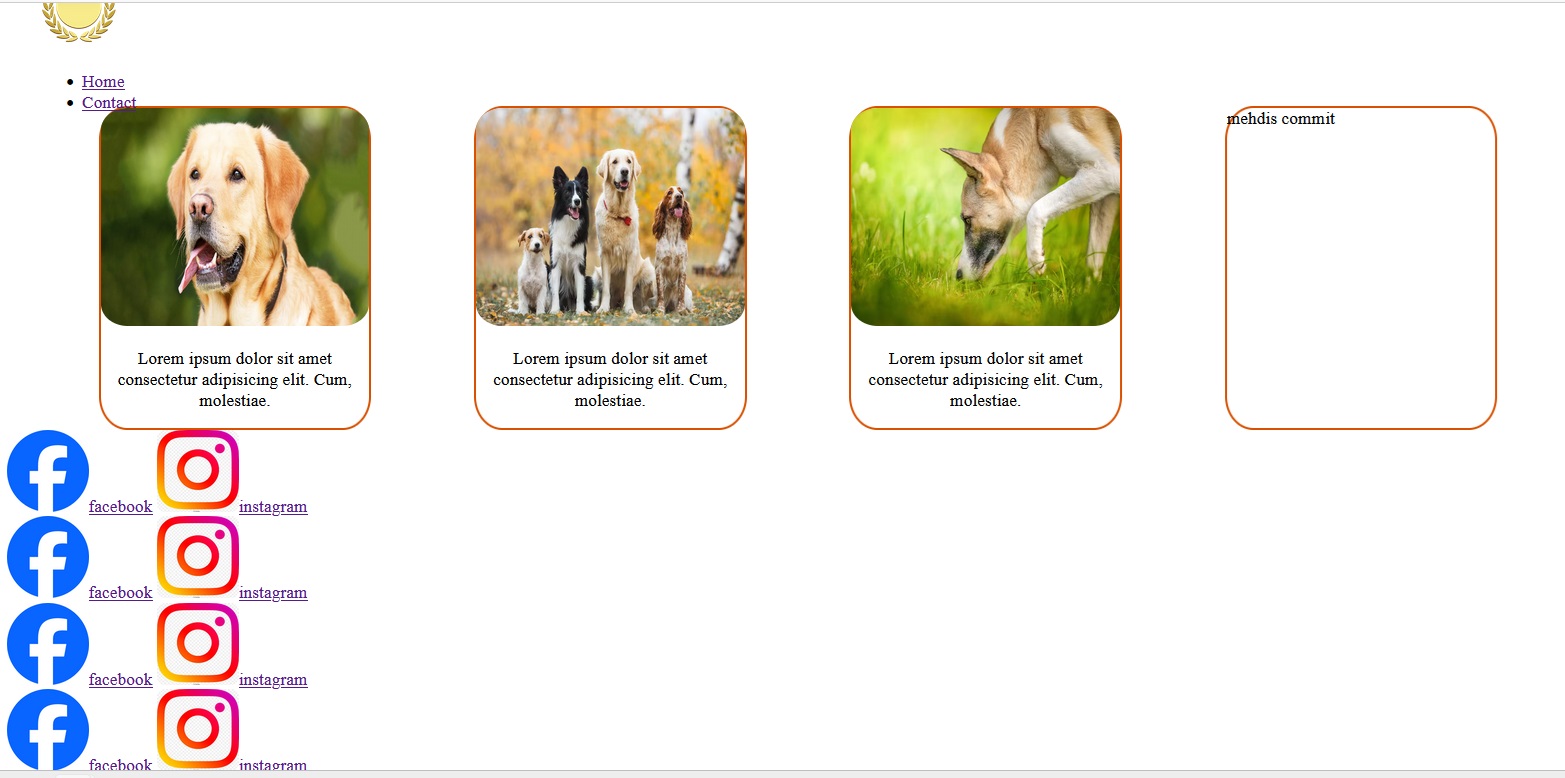 Home
Contact
mehdis commit
Lorem ipsum dolor sit amet
consectetur adipisicing elit. Cum,
molestiae.
Lorem ipsum dolor sit amet
consectetur adipisicing elit. Cum,
molestiae.
Lorem ipsum dolor sit amet
consectetur adipisicing elit. Cum,
molestiae.
facebook instagram
facebook instagram
facebook instagram
facebook instagram